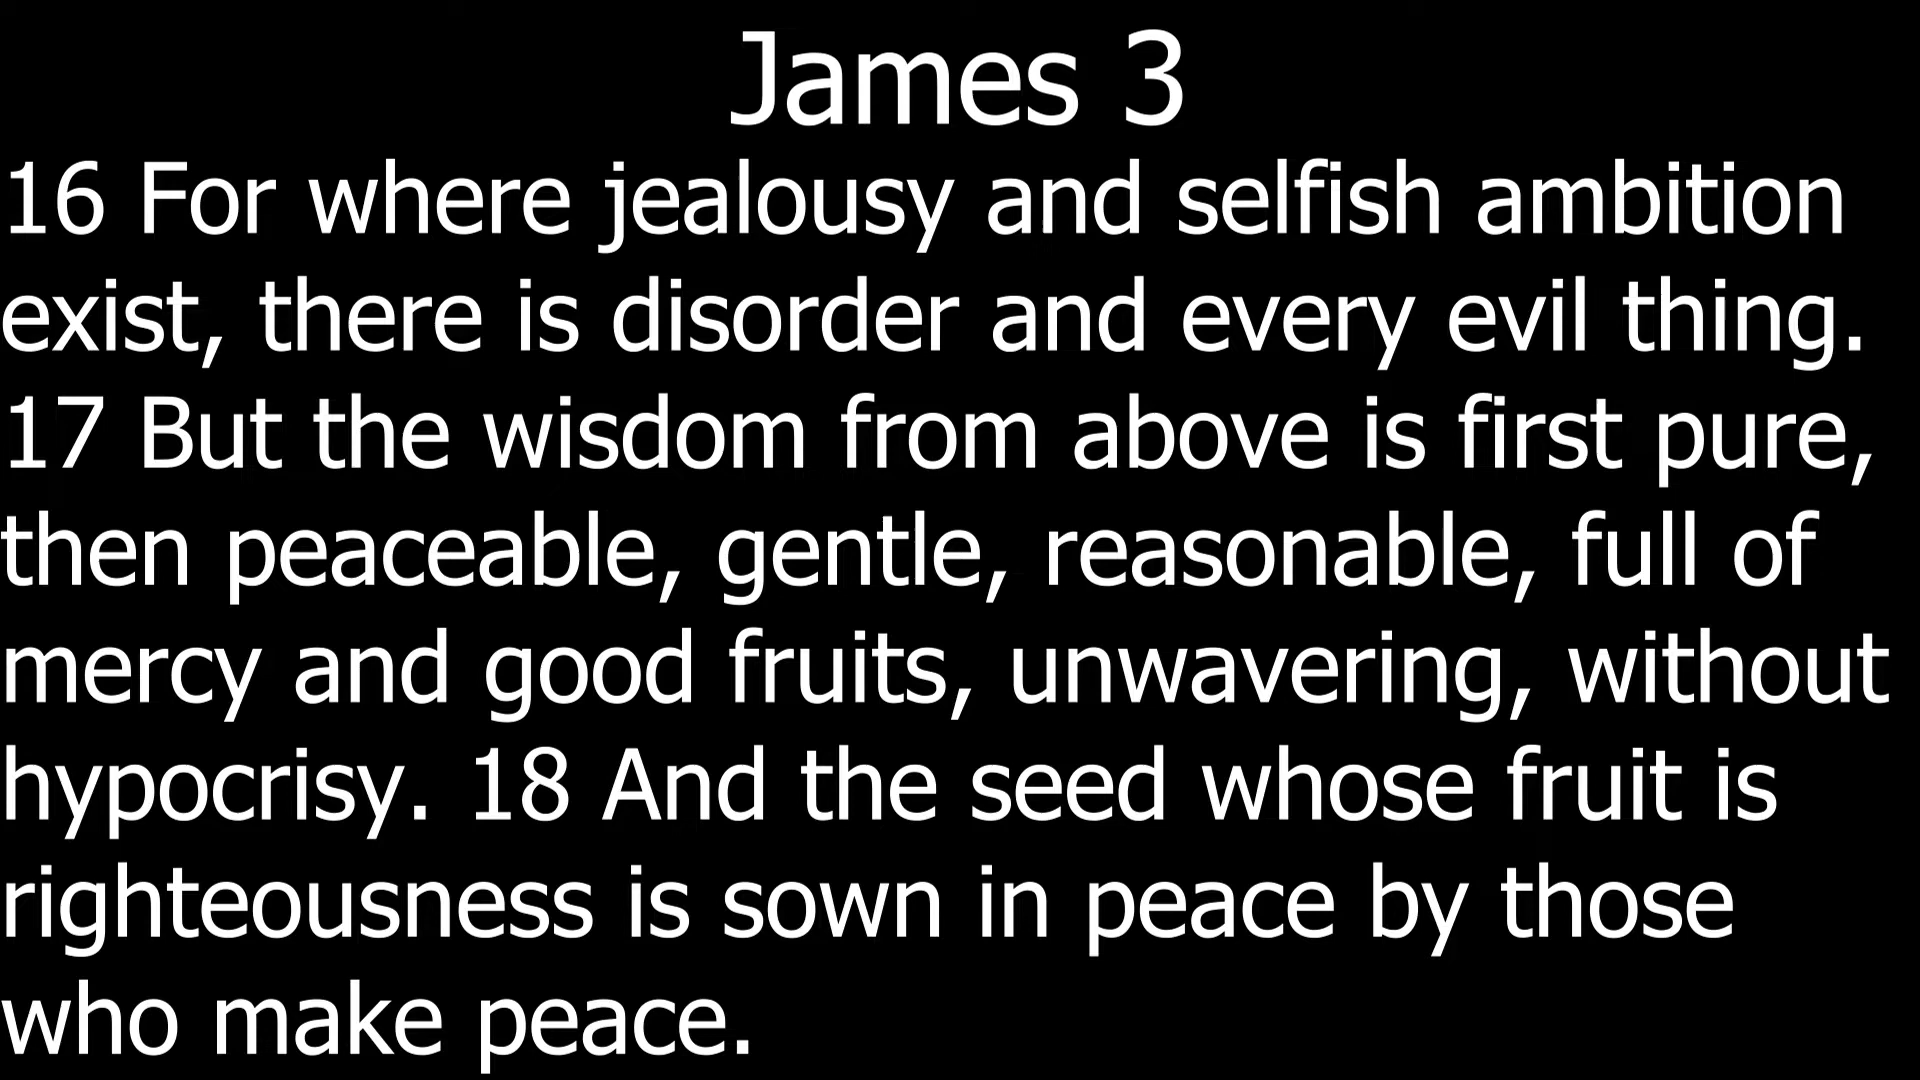 James 3
16 For where jealousy and selfish ambition
exist, there is disorder and every evil thing.
17 But the wisdom from above is first pure,
then peaceable, gentle, reasonable, full of
mercy and good fruits, unwavering, without
hypocrisy. 18 And the seed whose fruit is
righteousness is sown in peace by those
who make peace.